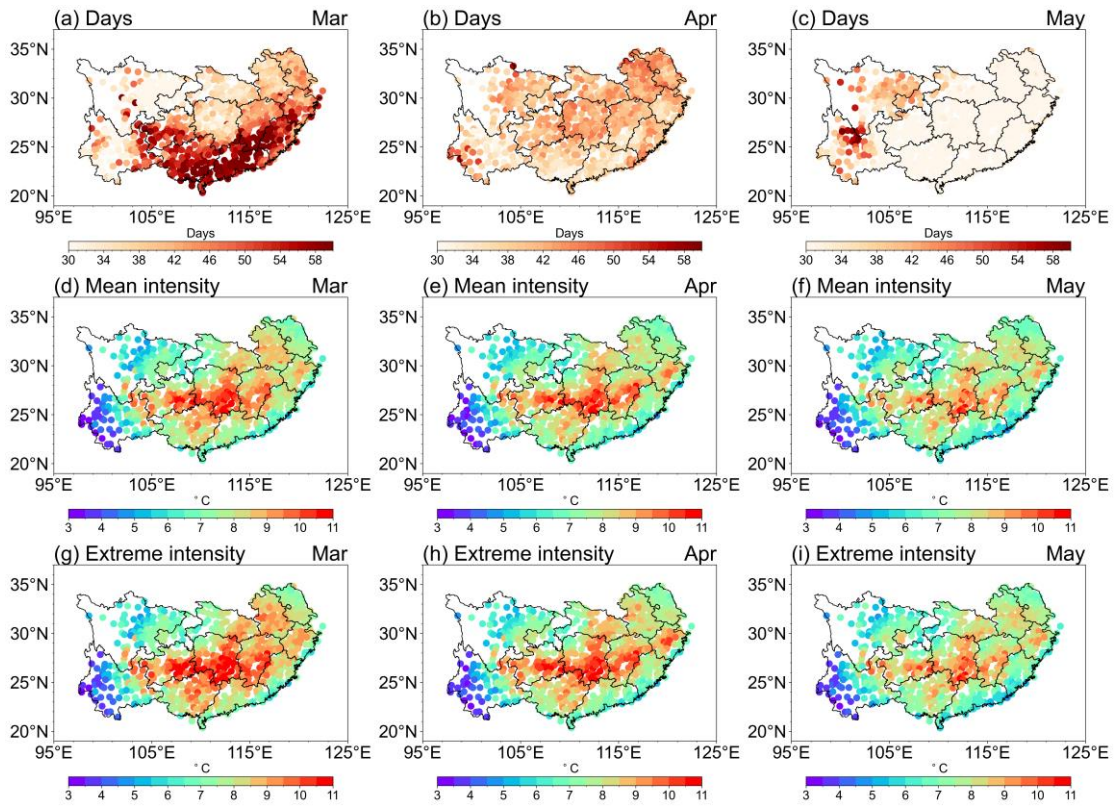 (a) Days Mar (b) Days Apr (c) Days May
35°N 35°N 35°N
30°N 30°N 30°N
25°N 25°N 25°N
20°N 20°N 20°N
95°E 105°E 115°E 125°E 95°E 105°E 115°E 125°E 95°E 105°E 115°E 125°E
Days Days Days
30 34 38 42 46 50 54 58 30 34 38 42 46 50 54 58 30 34 38 42 46 50 54 58
(d) Mean intensity Mar (e) Mean intensity Apr (f) Mean intensity May
35°N 35°N 35°N
30°N 30°N 30°N
25°N 25°N 25°N
20°N 20°N 20°N
95°E 105°E 115°E 125°E 95°E 105°E 115°E 125°E 95°E 105°E 115°E 125°E
°C °C °C
3 4 5 6 7 8 9 10 11 3 4 5 6 7 8 9 10 11 3 4 5 6 7 8 9 10 11
(g) Extreme intensity Mar (h) Extreme intensity Apr (i) Extreme intensity May
35°N 35°N 35°N
30°N 30°N 30°N
25°N 25°N 25°N
20°N 20°N 20°N
95°E 105°E 115°E 125°E 95°E 105°E 115°E 125°E 95°E 105°E 115°E 125°E
°C °C °C
3 4 5 6 7 8 9 10 11 3 4 5 6 7 8 9 10 11 3 4 5 6 7 8 9 10 11